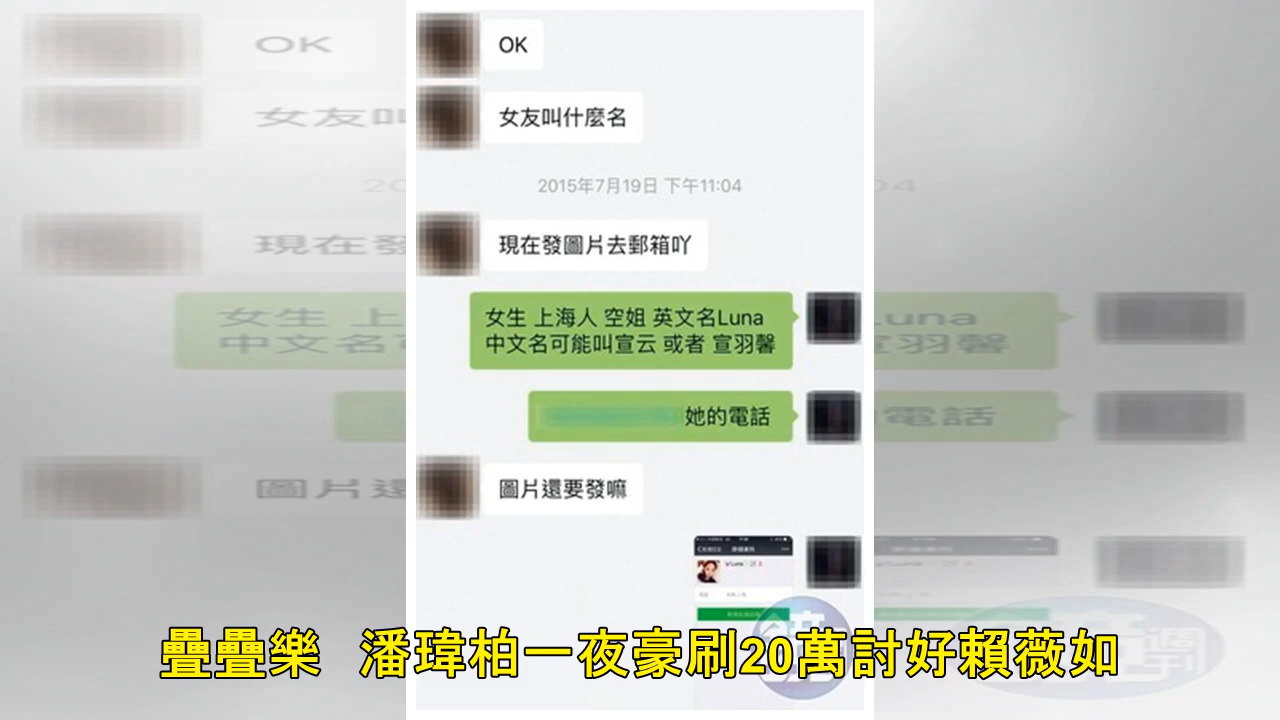 OK
女友叫什麼名
2015年7月19日 下午11:04
現在發圖片去郵箱吖
女生 上海人 空姐 英文名Luna
中文名可能叫宣云 或者 宣羽馨
她的電話
圖片還要發嘛
疊疊樂 潘瑋柏一夜豪刷20萬討好賴薇如